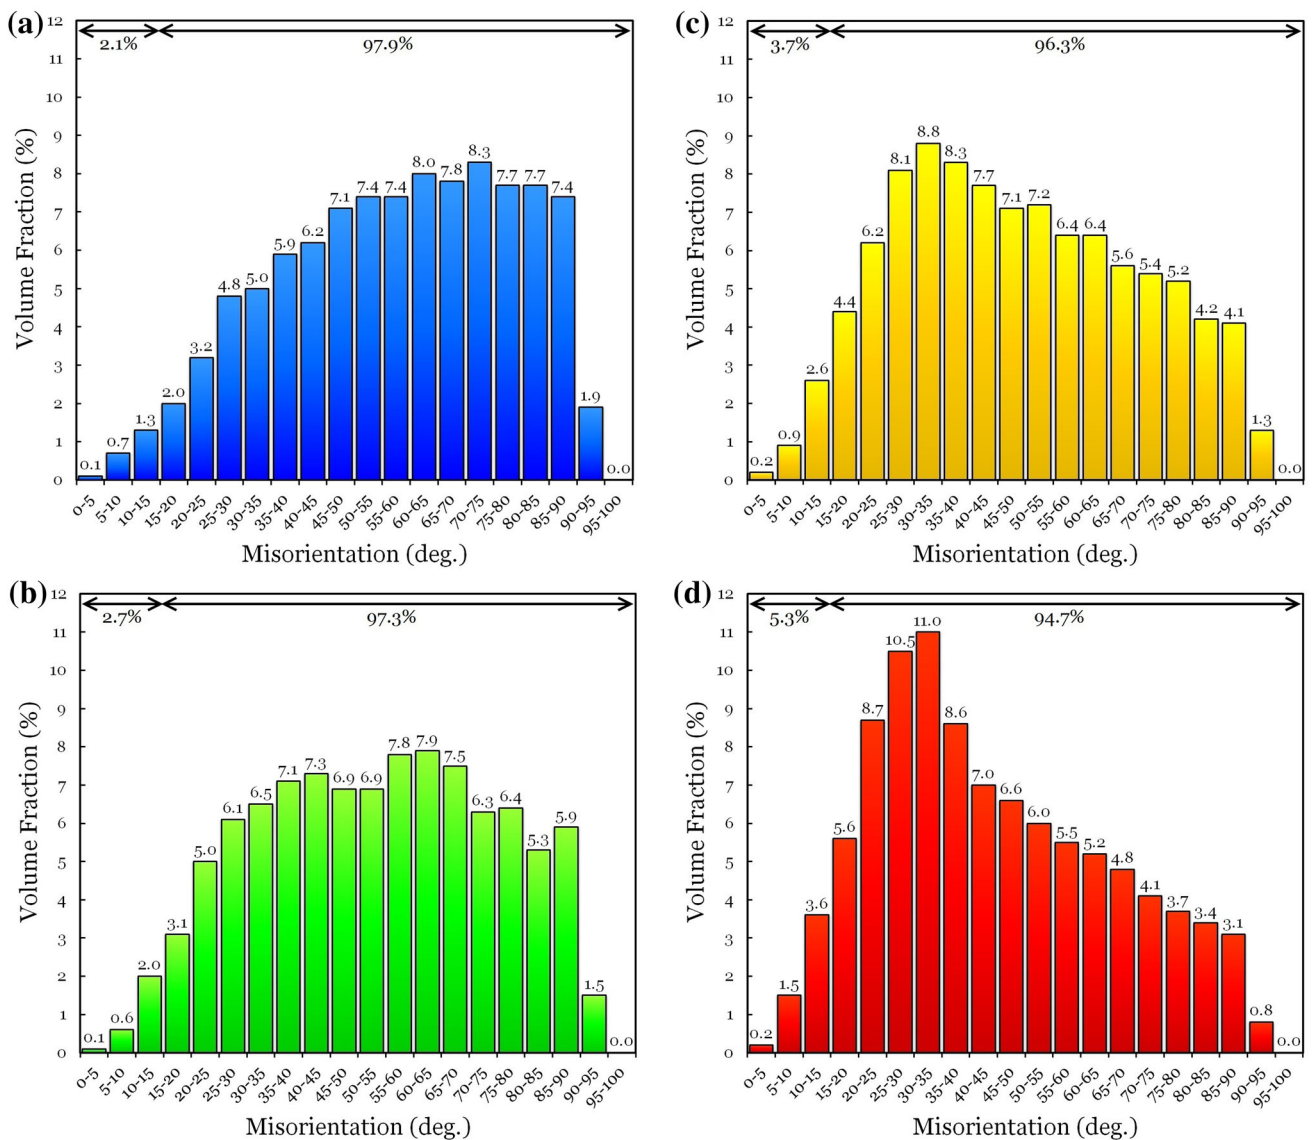 (a)
2.1% 97.9%
12
11
10
9
8
7
6
5
4
3
2
1
0
Volume Fraction (%)
0.1 0.7 1.3 2.0 3.2 4.8 5.0 5.9 6.2 7.1 7.4 7.4 8.0 7.8 8.3 7.7 7.7 7.4 1.9 0.0
0-5 5-10 10-15 15-20 20-25 25-30 30-35 35-40 40-45 45-50 50-55 55-60 60-65 65-70 70-75 75-80 80-85 85-90 90-95 95-100
Misorientation (deg.)
(c)
3.7% 96.3%
12
11
10
9
8
7
6
5
4
3
2
1
0
Volume Fraction (%)
0.2 0.9 2.6 4.4 6.2 8.1 8.8 8.3 7.7 7.1 7.2 6.4 6.4 5.6 5.4 5.2 4.2 4.1 1.3 0.0
0-5 5-10 10-15 15-20 20-25 25-30 30-35 35-40 40-45 45-50 50-55 55-60 60-65 65-70 70-75 75-80 80-85 85-90 90-95 95-100
Misorientation (deg.)
(b)
2.7% 97.3%
12
11
10
9
8
7
6
5
4
3
2
1
0
Volume Fraction (%)
0.1 0.6 2.0 3.1 5.0 6.1 6.5 7.1 7.3 6.9 6.9 7.8 7.9 7.5 6.3 6.4 5.3 5.9 1.5 0.0
0-5 5-10 10-15 15-20 20-25 25-30 30-35 35-40 40-45 45-50 50-55 55-60 60-65 65-70 70-75 75-80 80-85 85-90 90-95 95-100
Misorientation (deg.)
(d)
5.3% 94.7%
12
11
10
9
8
7
6
5
4
3
2
1
0
Volume Fraction (%)
0.2 1.5 3.6 5.6 8.7 10.5 11.0 8.6 7.0 6.6 6.0 5.5 5.2 4.8 4.1 3.7 3.4 3.1 0.8 0.0
0-5 5-10 10-15 15-20 20-25 25-30 30-35 35-40 40-45 45-50 50-55 55-60 60-65 65-70 70-75 75-80 80-85 85-90 90-95 95-100
Misorientation (deg.)